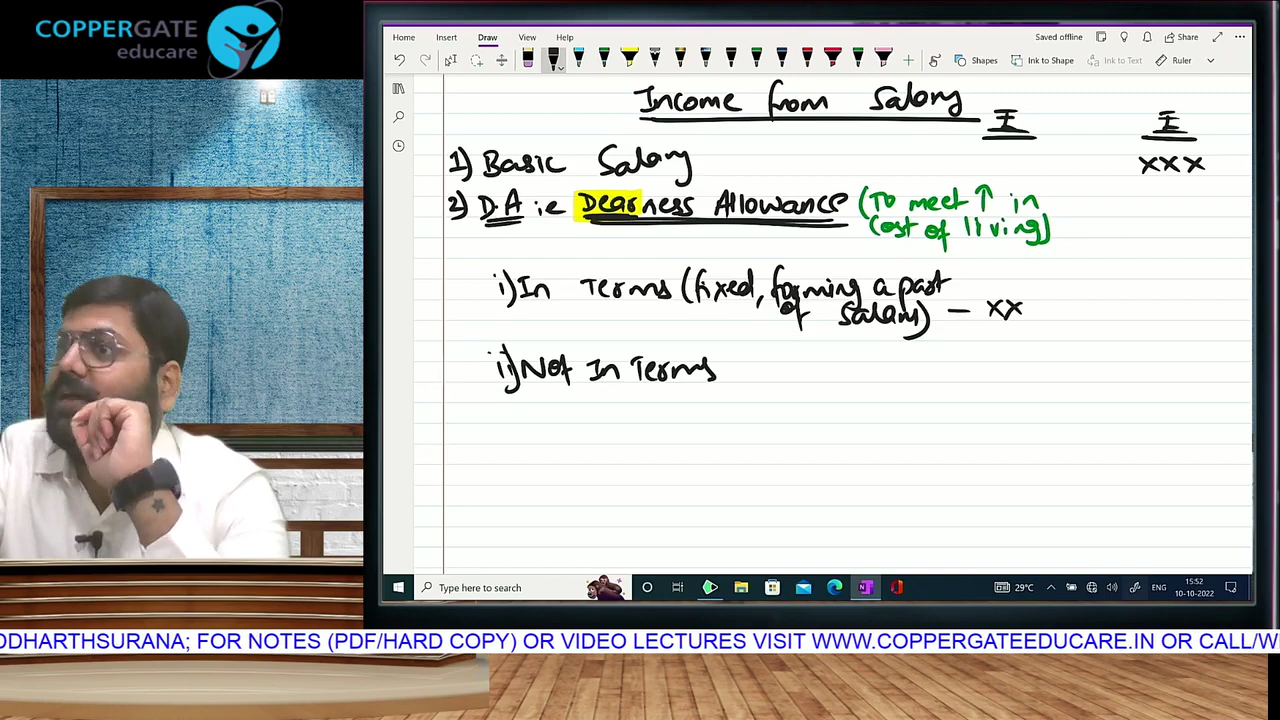 COPPERGATE
educare
Home Insert Draw View Help
Saved offline
Share
Shapes
Ink to Shape
Ink to Text
Ruler
Income from Salary
₹ ₹
1) Basic Salary xxx
2) D.A ie Dearness Allowance (To meet ↑ in
cost of living)
i) In Terms (fixed, forming a part
of salary) — xx
ii) Not In Terms
Type here to search
29°C
ENG
15:52
10-10-2022
DDHARTHSURANA; FOR NOTES (PDF/HARD COPY) OR VIDEO LECTURES VISIT WWW.COPPERGATEEDUCARE.IN OR CALL/W